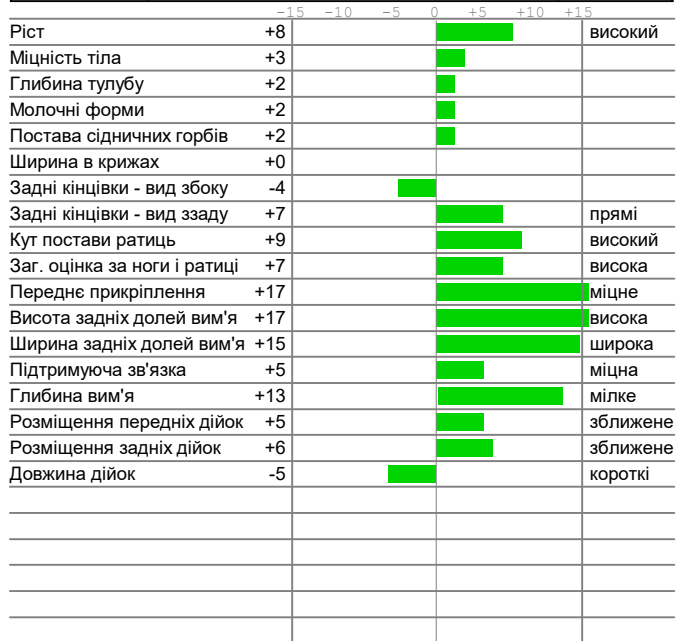 -15 -10 -5 0 +5 +10 +15
Ріст +8 високий
Міцність тіла +3
Глибина тулубу +2
Молочні форми +2
Постава сідничних горбів +2
Ширина в крижах +0
Задні кінцівки - вид збоку -4
Задні кінцівки - вид ззаду +7 прямі
Кут постави ратиць +9 високий
Заг. оцінка за ноги і ратиці +7 висока
Переднє прикріплення +17 міцне
Висота задніх долей вим'я +17 висока
Ширина задніх долей вим'я +15 широка
Підтримуюча зв'язка +5 міцна
Глибина вим'я +13 мілке
Розміщення передніх дійок +5 зближене
Розміщення задніх дійок +6 зближене
Довжина дійок -5 короткі